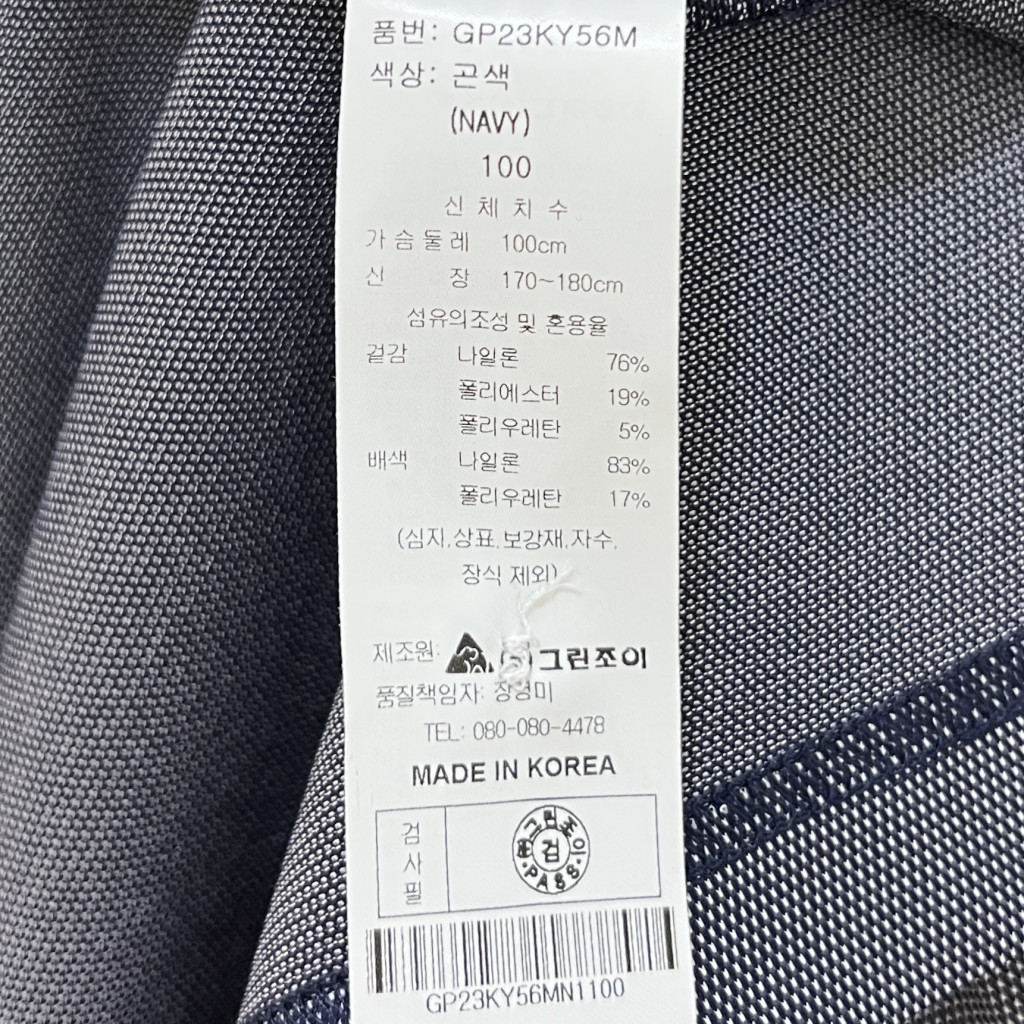 품번: GP23KY56M
색상: 곤색
(NAVY)
100
신 체 치 수
가 슴 둘 레 100cm
신 장 170~180cm
섬유의조성 및 혼용율
겉감 나일론 76%
폴리에스터 19%
폴리우레탄 5%
배색 나일론 83%
폴리우레탄 17%
(심지,상표,보강재,자수,
장식 제외)
제조원: 그린조이
품질책임자: 장경미
TEL: 080-080-4478
MADE IN KOREA
검사필
그린조이
검
PASS
GP23KY56MN1100